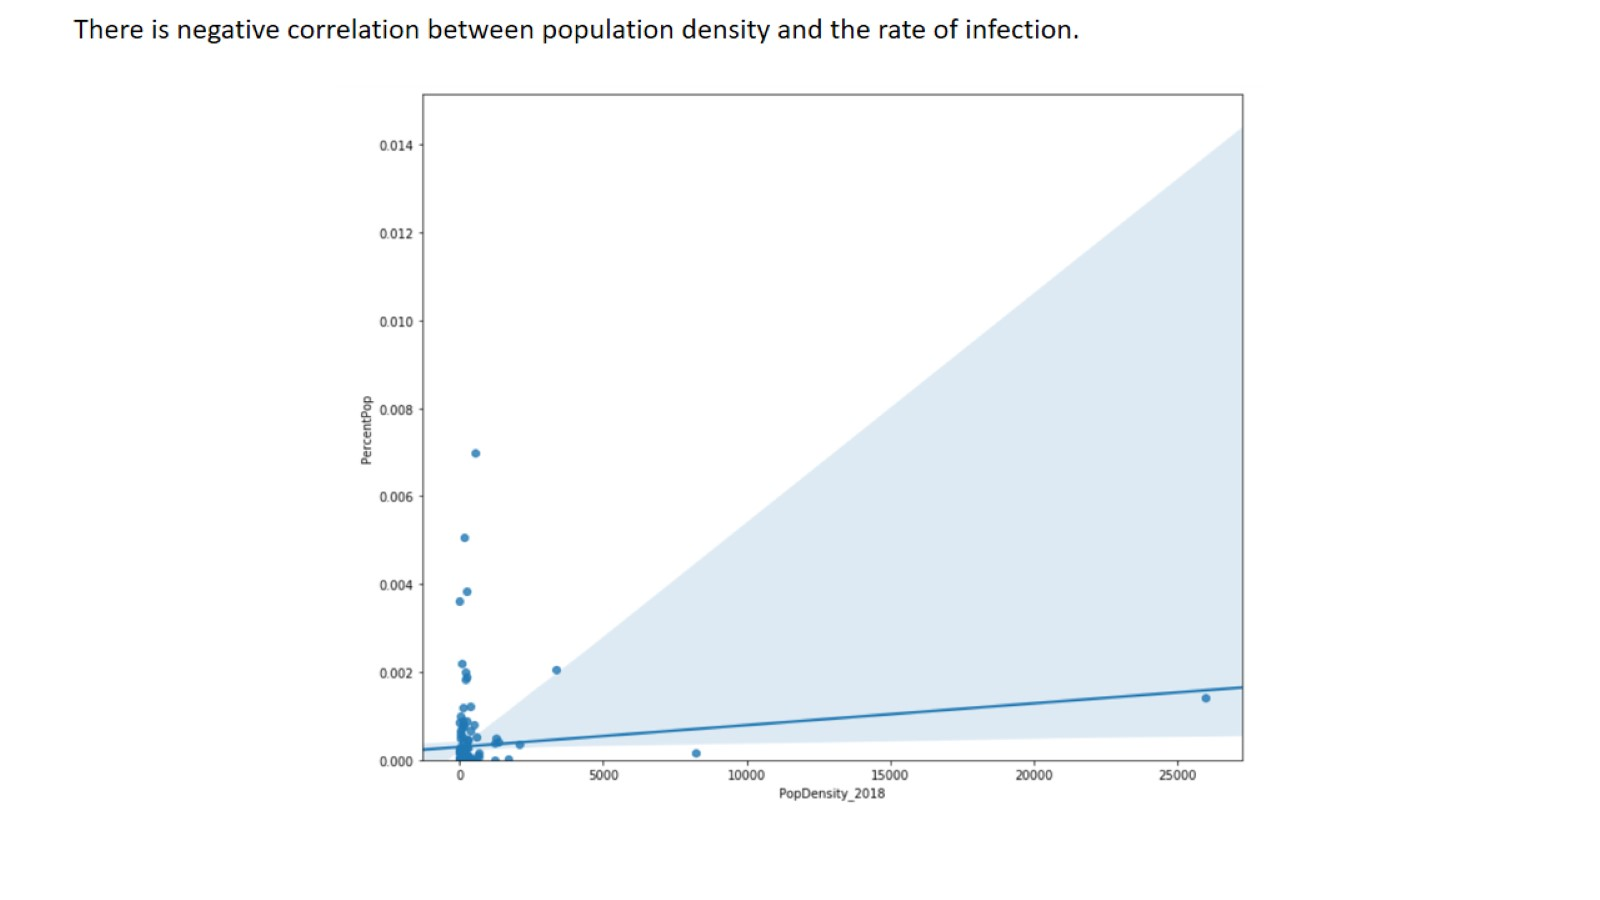 There is negative correlation between population density and the rate of infection.
0.014
0.012
0.010
0.008
0.006
0.004
0.002
0.000
PercentPop
0 5000 10000 15000 20000 25000
PopDensity_2018